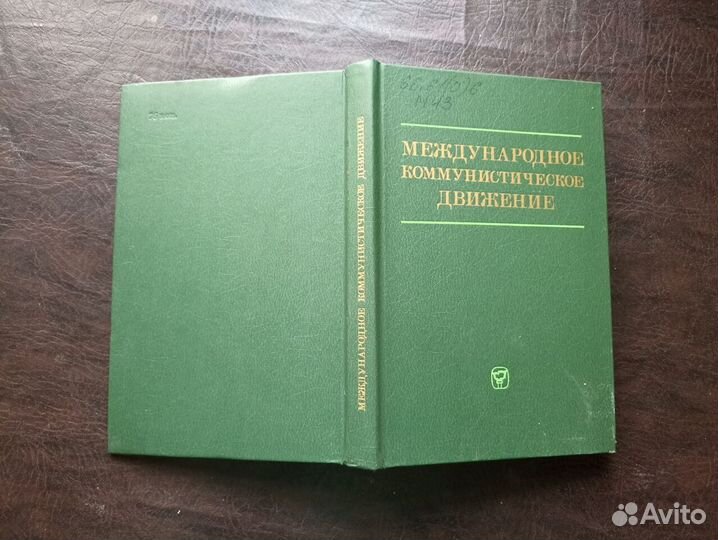 МЕЖДУНАРОДНОЕ
КОММУНИСТИЧЕСКОЕ
ДВИЖЕНИЕ
МЕЖДУНАРОДНОЕ КОММУНИСТИЧЕСКОЕ ДВИЖЕНИЕ
Avito